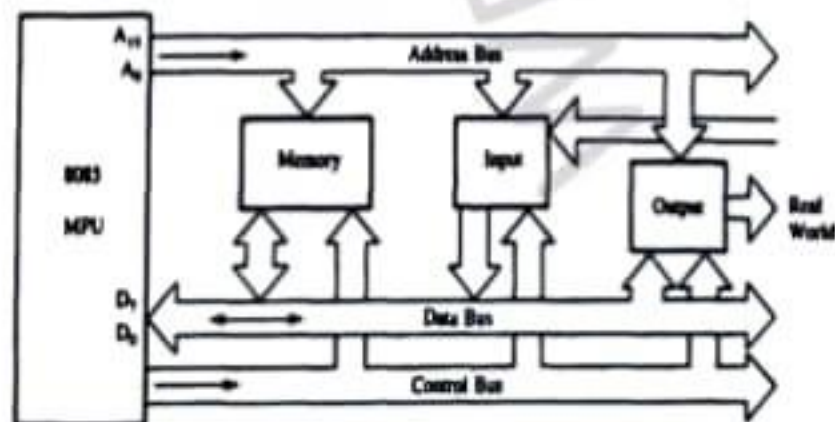 A15
Address Bus
A0
Memory
Input
8085
MPU
Output
Real
World
D7
Data Bus
D0
Control Bus